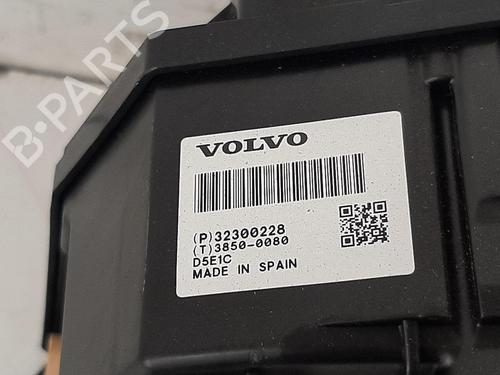 B-PARTS
VOLVO
(P)32300228
(T)3850-0080
D5E1C
MADE IN SPAIN